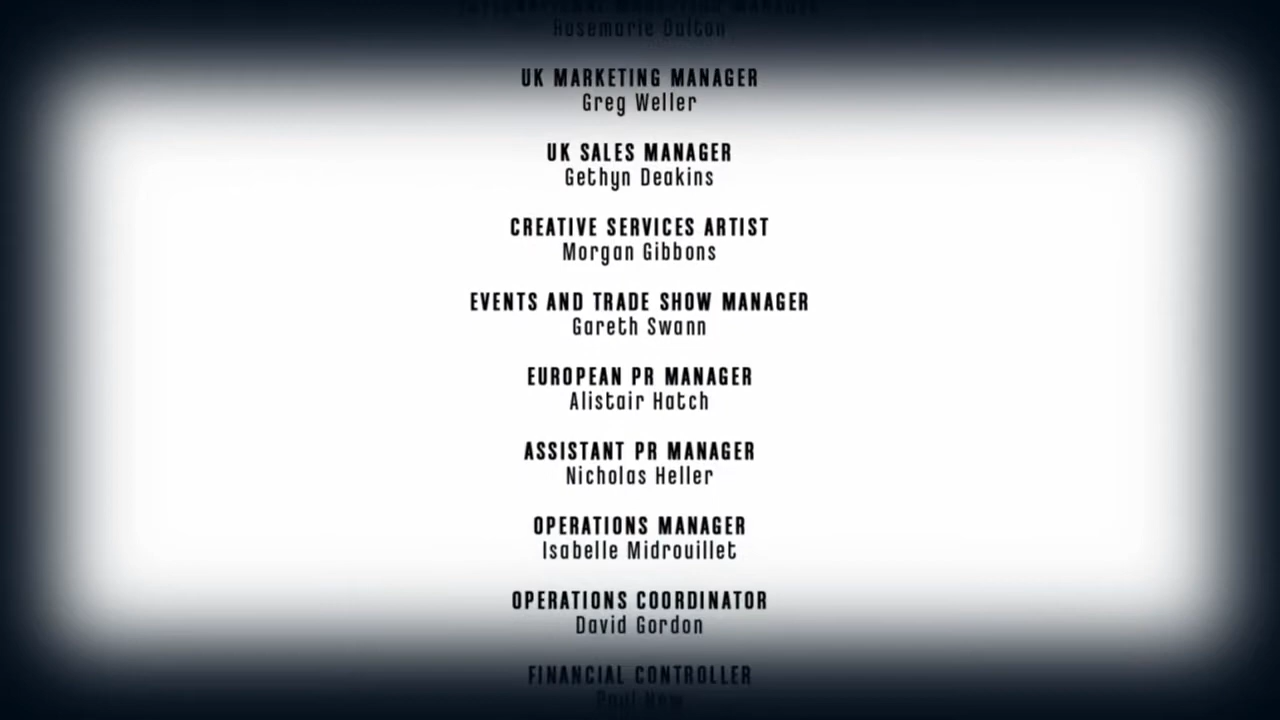 Rosemarie Dalton
UK MARKETING MANAGER
Greg Weller
UK SALES MANAGER
Gethyn Deakins
CREATIVE SERVICES ARTIST
Morgan Gibbons
EVENTS AND TRADE SHOW MANAGER
Gareth Swann
EUROPEAN PR MANAGER
Alistair Hatch
ASSISTANT PR MANAGER
Nicholas Heller
OPERATIONS MANAGER
Isabelle Midrouillet
OPERATIONS COORDINATOR
David Gordon
FINANCIAL CONTROLLER
Paul